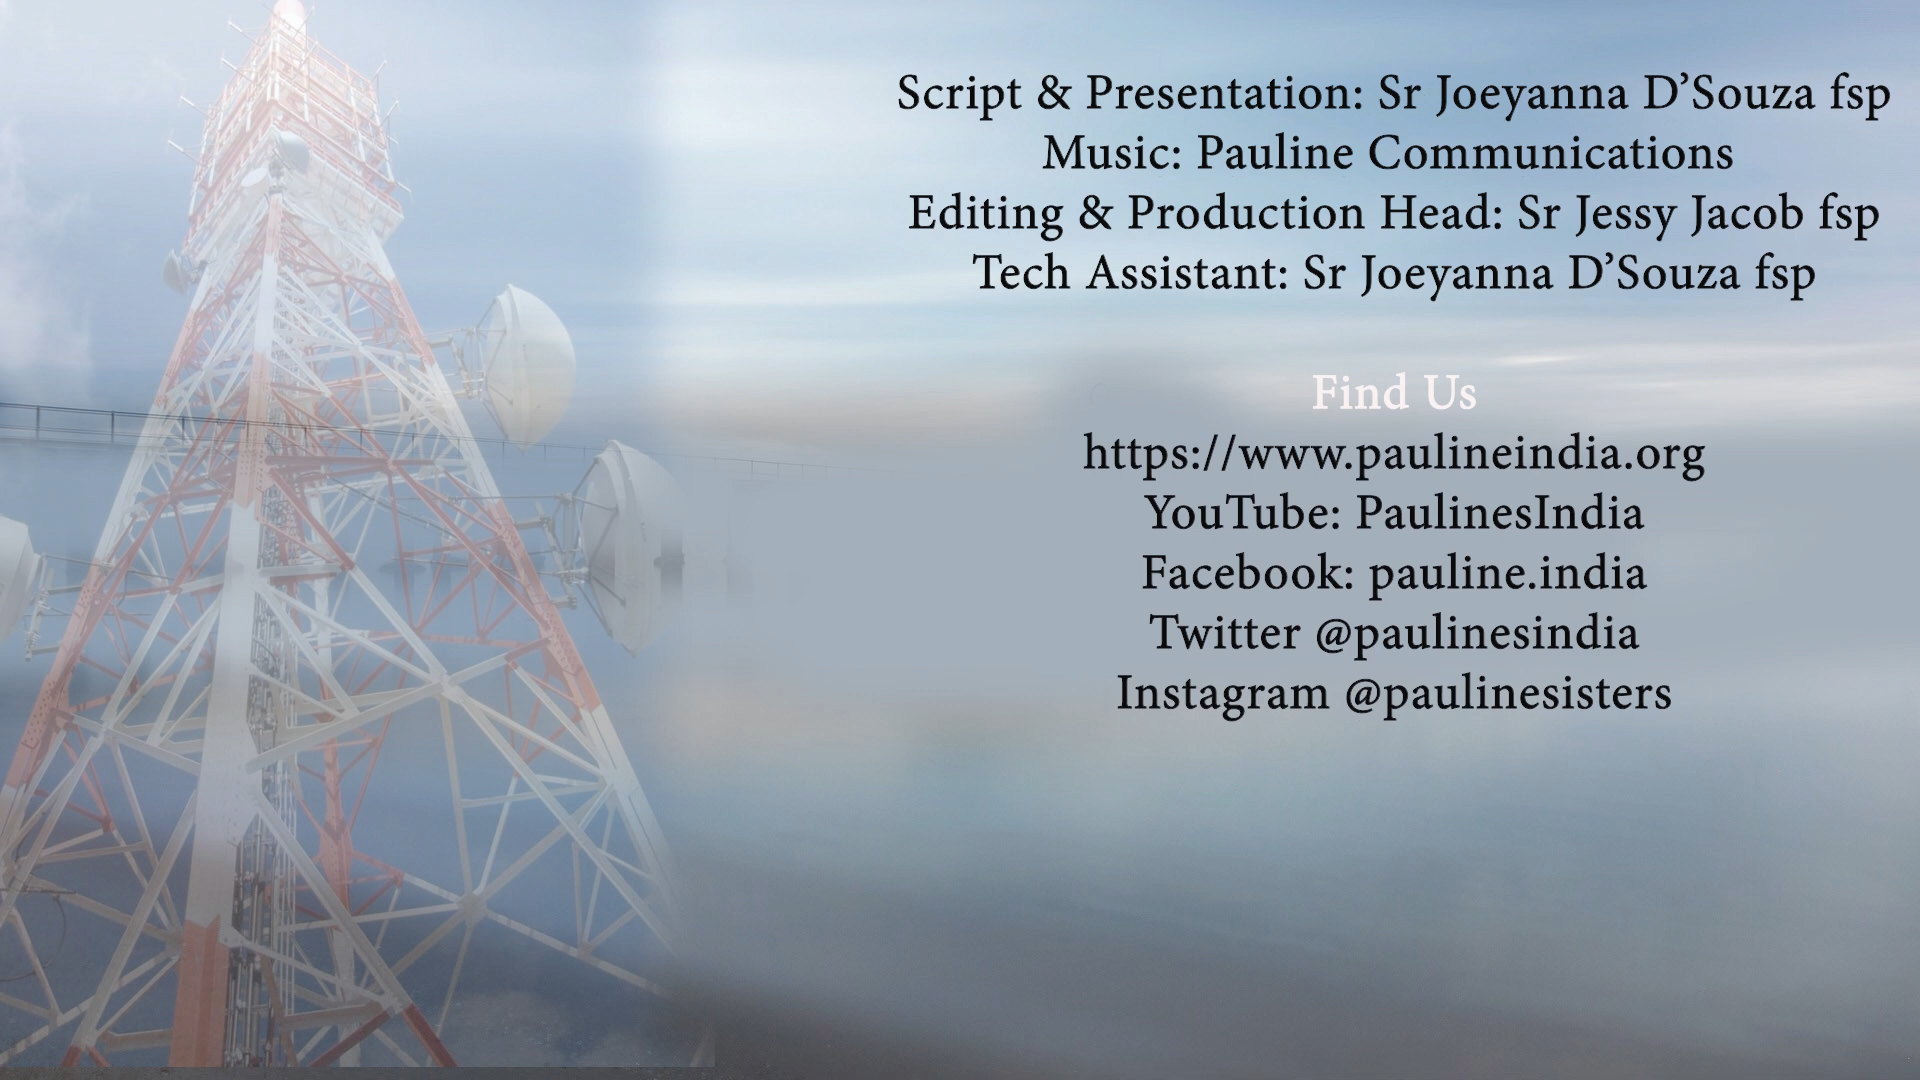 Script & Presentation: Sr Joeyanna D’Souza fsp
Music: Pauline Communications
Editing & Production Head: Sr Jessy Jacob fsp
Tech Assistant: Sr Joeyanna D’Souza fsp
Find Us
https://www.paulineindia.org
YouTube: PaulinesIndia
Facebook: pauline.india
Twitter @paulinesindia
Instagram @paulinesisters